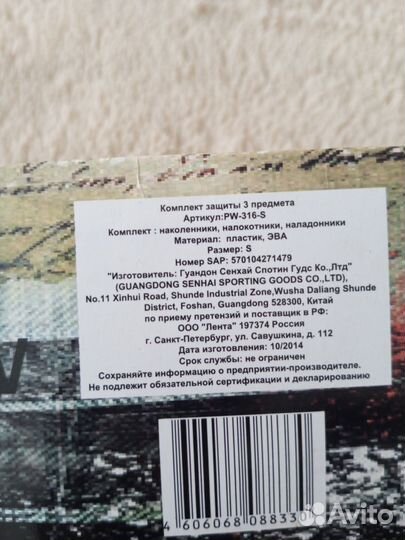 Комплект защиты 3 предмета
Артикул:PW-316-S
Комплект : наколенники, налокотники, наладонники
Материал: пластик, ЭВА
Размер: S
Номер SAP: 570104271479
"Изготовитель: Гуандон Сенхай Спотин Гудс Ко.,Лтд"
(GUANGDONG SENHAI SPORTING GOODS CO.,LTD),
No.11 Xinhui Road, Shunde Industrial Zone,Wusha Daliang Shunde
District, Foshan, Guangdong 528300, Китай
по приему претензий и поставщик в РФ:
ООО "Лента" 197374 Россия
г. Санкт-Петербург, ул. Савушкина, д. 112
Дата изготовления: 10/2014
Срок службы: не ограничен
Сохраняйте информацию о предприятии-производителе.
Не подлежит обязательной сертификации и декларированию
4 606068 08833
Avito